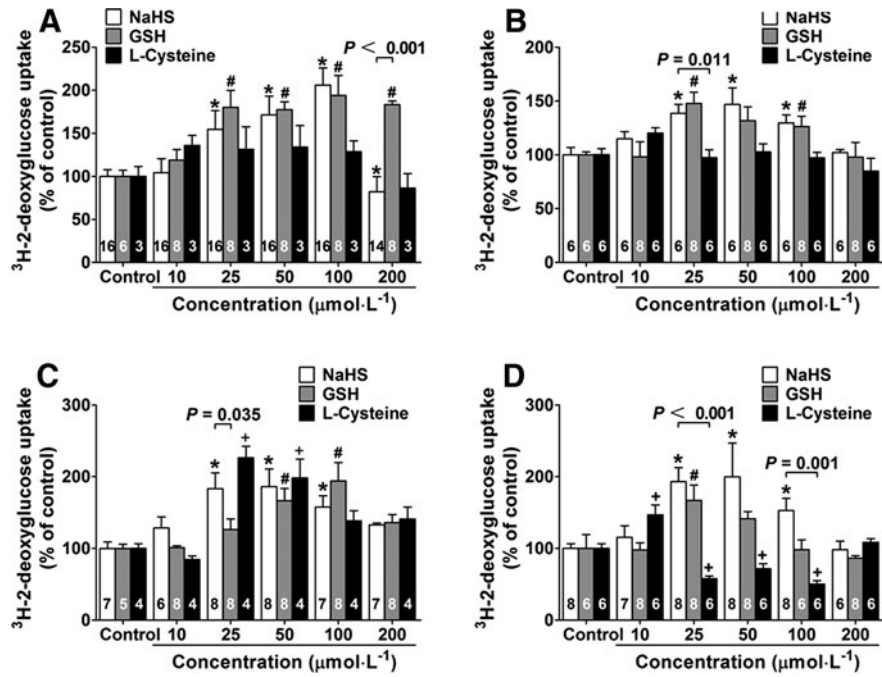 A
NaHS
GSH
L-Cysteine
P < 0.001
³H-2-deoxyglucose uptake
(% of control)
250
200
150
100
50
0
* # * # * # * #
16 6 3 16 8 3 16 8 3 16 8 3 16 8 3 14 8 3
Control 10 25 50 100 200
Concentration (μmol·L⁻¹)
B
NaHS
GSH
L-Cysteine
P = 0.011
³H-2-deoxyglucose uptake
(% of control)
200
150
100
50
0
* # * * #
6 6 6 6 8 6 6 8 6 6 8 6 6 8 6 6 8 6
Control 10 25 50 100 200
Concentration (μmol·L⁻¹)
C
NaHS
GSH
L-Cysteine
P = 0.035
³H-2-deoxyglucose uptake
(% of control)
300
200
100
0
* + * # + * #
7 5 4 6 8 4 8 8 4 8 8 4 7 8 4 7 8 4
Control 10 25 50 100 200
Concentration (μmol·L⁻¹)
D
NaHS
GSH
L-Cysteine
P < 0.001
P = 0.001
³H-2-deoxyglucose uptake
(% of control)
300
200
100
0
+ * # + * + * +
8 6 6 7 8 6 8 8 6 8 8 6 8 6 6 6 8 6
Control 10 25 50 100 200
Concentration (μmol·L⁻¹)